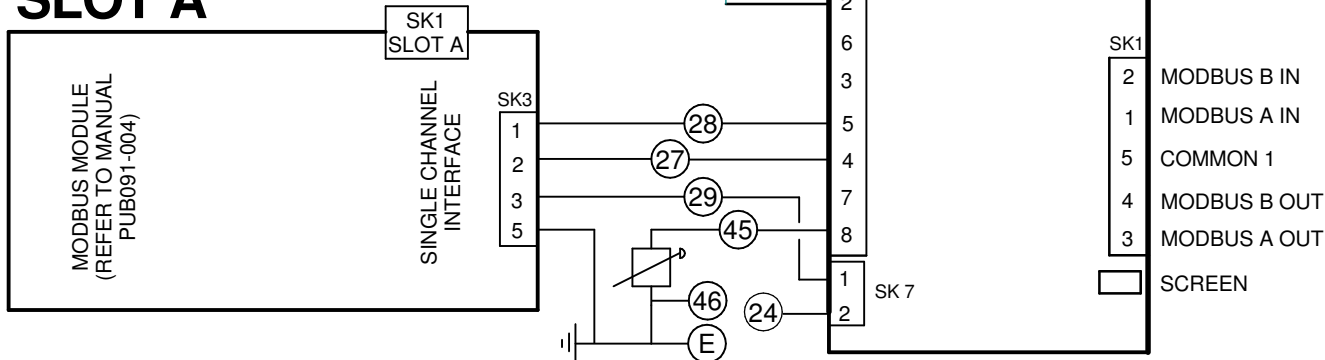 SLOT A
SK1
SLOT A
MODBUS MODULE
(REFER TO MANUAL
PUB091-004)
SINGLE CHANNEL
INTERFACE
SK3
1
2
3
5
28
27
29
45
46
E
24
2
6
3
5
4
7
8
1
2
SK 7
SK1
2 MODBUS B IN
1 MODBUS A IN
5 COMMON 1
4 MODBUS B OUT
3 MODBUS A OUT
SCREEN